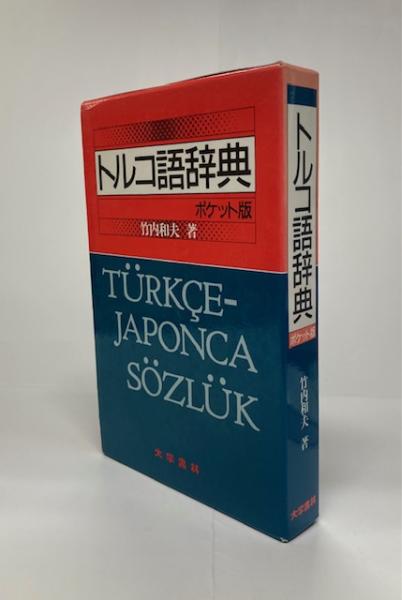 トルコ語辞典
ポケット版
竹内和夫 著
TÜRKÇE-
JAPONCA
SÖZLÜK
大学書林
トルコ語辞典
ポケット版
竹内和夫 著
大学書林